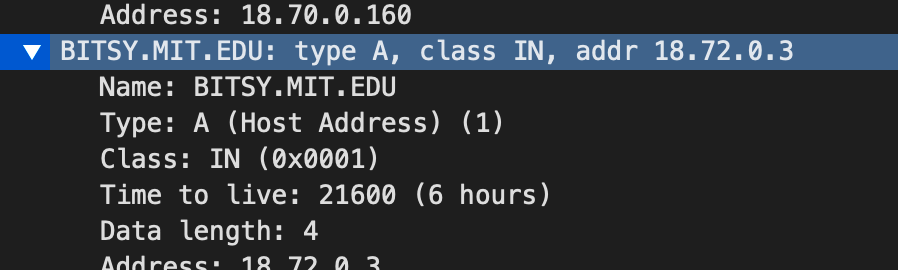 Address: 18.70.0.160
BITSY.MIT.EDU: type A, class IN, addr 18.72.0.3
Name: BITSY.MIT.EDU
Type: A (Host Address) (1)
Class: IN (0x0001)
Time to live: 21600 (6 hours)
Data length: 4
Address: 18.72.0.3